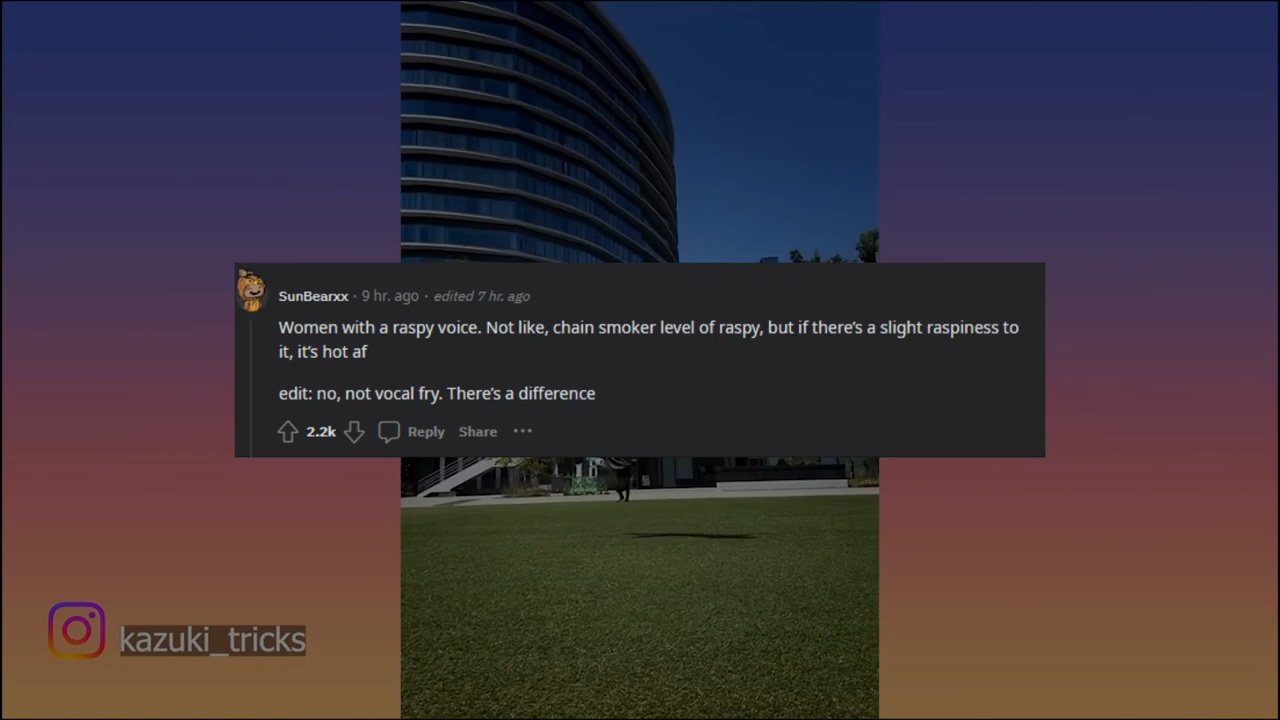 SunBearxx · 9 hr. ago · edited 7 hr. ago
Women with a raspy voice. Not like, chain smoker level of raspy, but if there's a slight raspiness to
it, it's hot af
edit: no, not vocal fry. There's a difference
2.2k Reply Share ···
kazuki_tricks